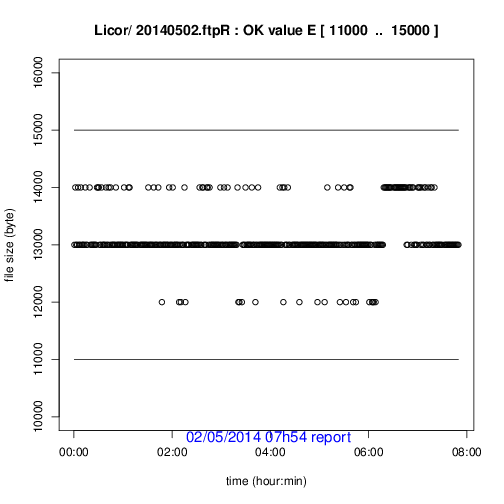 Licor/ 20140502.ftpR : OK value E [ 11000 .. 15000 ]
file size (byte)
16000
15000
14000
13000
12000
11000
10000
00:00 02:00 04:00 06:00 08:00
02/05/2014 07h54 report
time (hour:min)